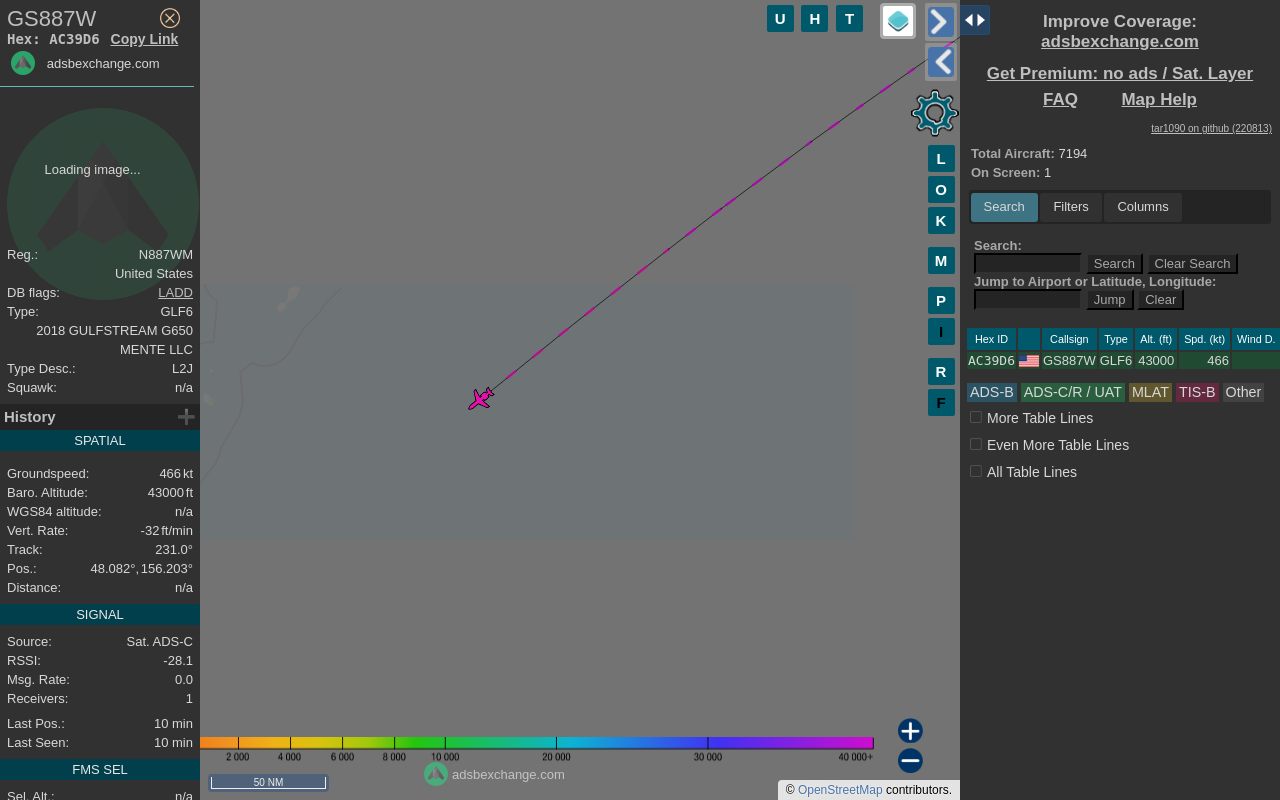 GS887W
Hex: AC39D6 Copy Link
adsbexchange.com
Loading image...
Reg.: N887WM
United States
DB flags: LADD
Type: GLF6
2018 GULFSTREAM G650
MENTE LLC
Type Desc.: L2J
Squawk: n/a
History
SPATIAL
Groundspeed: 466 kt
Baro. Altitude: 43000 ft
WGS84 altitude: n/a
Vert. Rate: -32 ft/min
Track: 231.0°
Pos.: 48.082°, 156.203°
Distance: n/a
SIGNAL
Source: Sat. ADS-C
RSSI: -28.1
Msg. Rate: 0.0
Receivers: 1
Last Pos.: 10 min
Last Seen: 10 min
FMS SEL
Sel. Alt.: n/a
U H T
L
O
K
M
P
I
R
F
2 000 4 000 6 000 8 000 10 000 20 000 30 000 40 000+
adsbexchange.com
50 NM
© OpenStreetMap contributors.
Improve Coverage:
adsbexchange.com
Get Premium: no ads / Sat. Layer
FAQ Map Help
tar1090 on github (220813)
Total Aircraft: 7194
On Screen: 1
Search Filters Columns
Search:
Search Clear Search
Jump to Airport or Latitude, Longitude:
Jump Clear
Hex ID Callsign Type Alt. (ft) Spd. (kt) Wind D.
AC39D6 GS887W GLF6 43000 466
ADS-B ADS-C/R / UAT MLAT TIS-B Other
More Table Lines
Even More Table Lines
All Table Lines